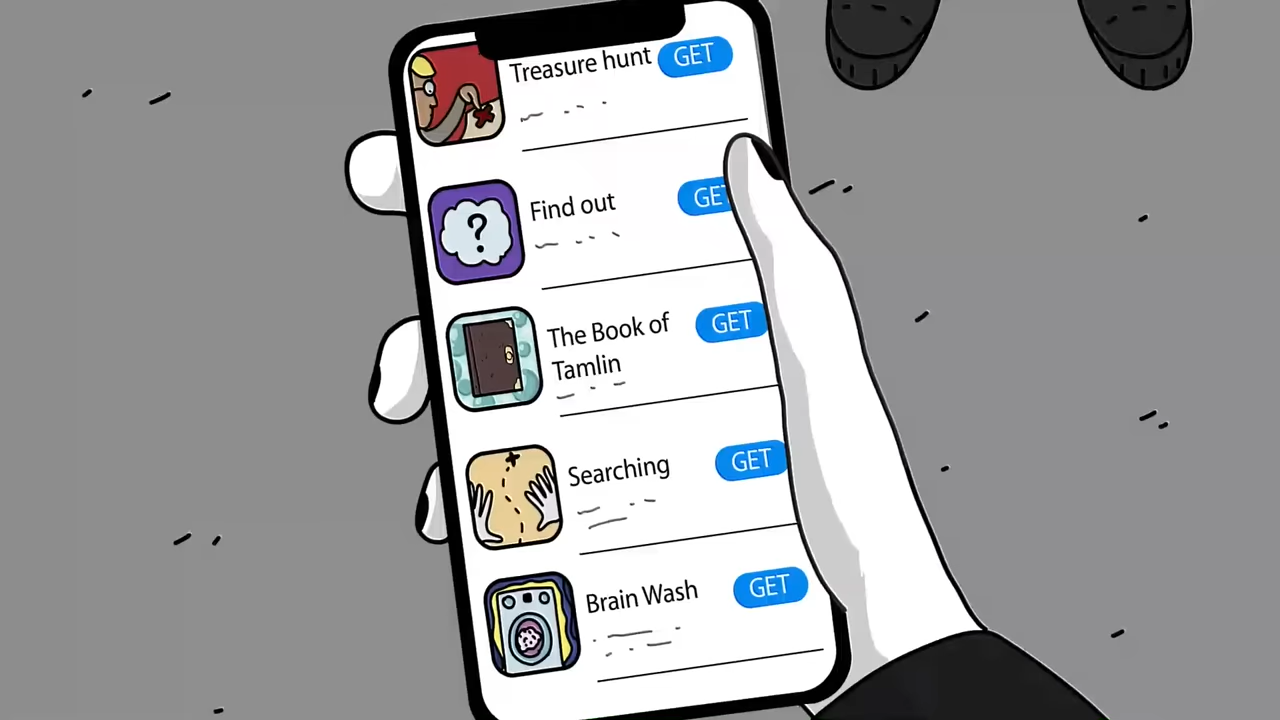 Treasure hunt GET
Find out GET
The Book of GET
Tamlin
Searching GET
Brain Wash GET